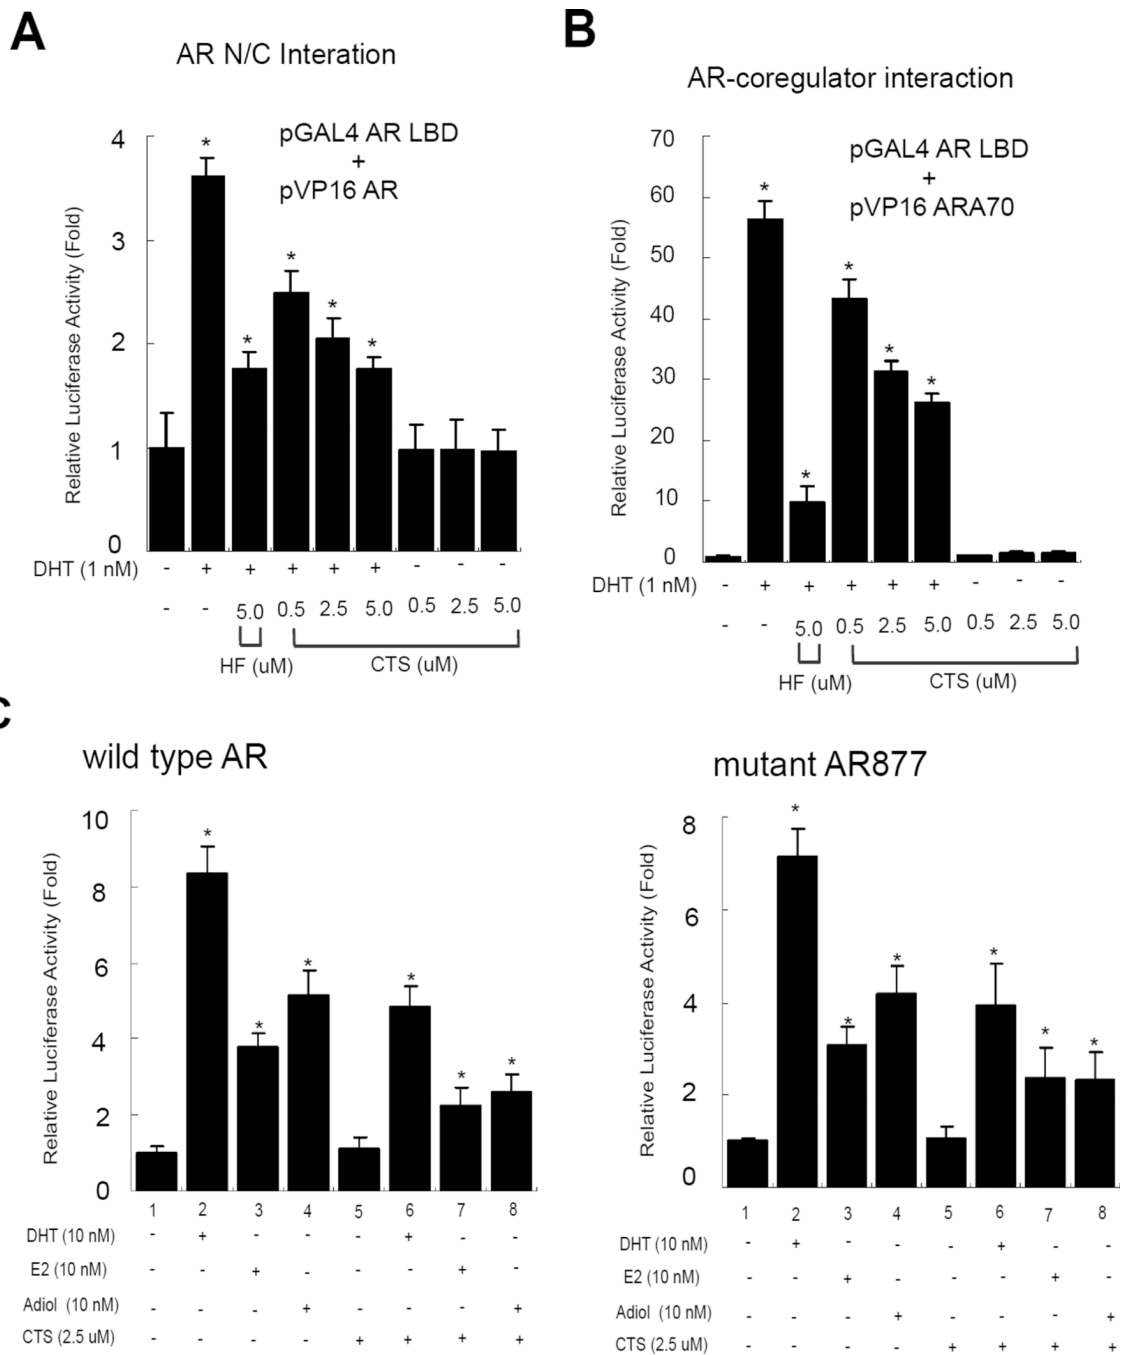 A
AR N/C Interation
pGAL4 AR LBD
+
pVP16 AR
Relative Luciferase Activity (Fold)
4
3
2
1
0
* * * * * *
DHT (1 nM) - + + + + + - - -
- - 5.0 0.5 2.5 5.0 0.5 2.5 5.0
HF (uM) CTS (uM)
B
AR-coregulator interaction
pGAL4 AR LBD
+
pVP16 ARA70
Relative Luciferase Activity (Fold)
70
60
50
40
30
20
10
0
* * * * *
DHT (1 nM) - + + + + + - - -
- - 5.0 0.5 2.5 5.0 0.5 2.5 5.0
HF (uM) CTS (uM)
C
wild type AR
Relative Luciferase Activity (Fold)
10
8
6
4
2
0
* * * * * *
1 2 3 4 5 6 7 8
DHT (10 nM) - + - - - + - -
E2 (10 nM) - - + - - - + -
Adiol (10 nM) - - - + - - - +
CTS (2.5 uM) - - - - + + + +
mutant AR877
Relative Luciferase Activity (Fold)
8
6
4
2
0
* * * * * *
1 2 3 4 5 6 7 8
DHT (10 nM) - + - - - + - -
E2 (10 nM) - - + - - - + -
Adiol (10 nM) - - - + - - - +
CTS (2.5 uM) - - - - + + + +